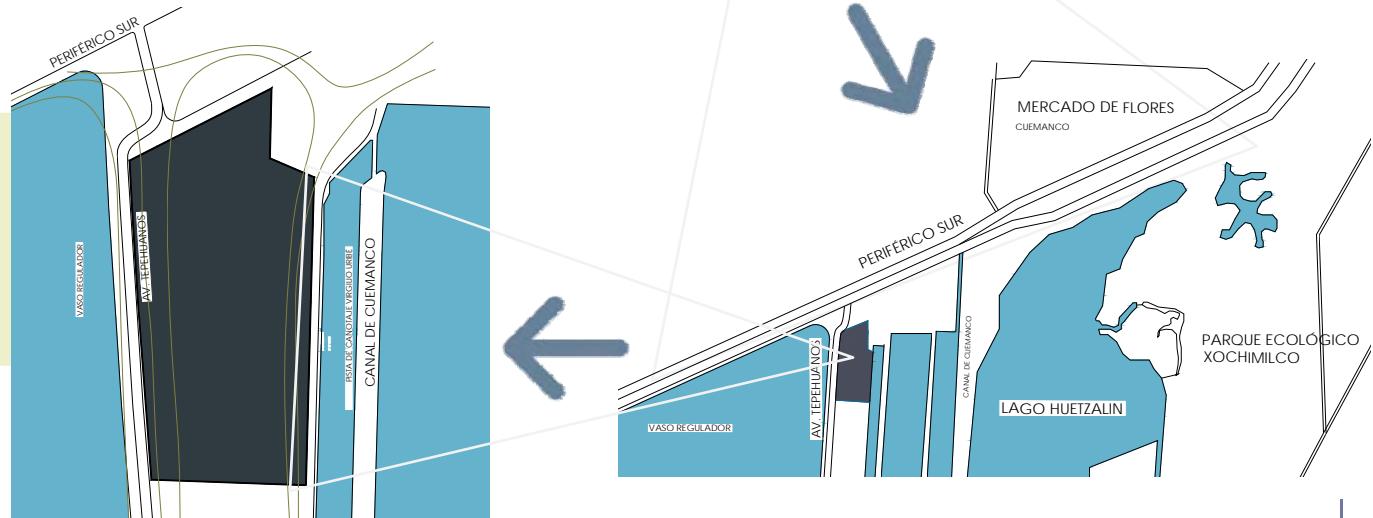 PERIFÉRICO SUR
VASO REGULADOR
AV. TEPEHUANOS
PISTA DE CANOTAJE VIRGILIO URIBE
CANAL DE CUEMANCO
MERCADO DE FLORES
CUEMANCO
PERIFÉRICO SUR
AV. TEPEHUANOS
VASO REGULADOR
CANAL DE CUEMANCO
LAGO HUETZALIN
PARQUE ECOLÓGICO
XOCHIMILCO